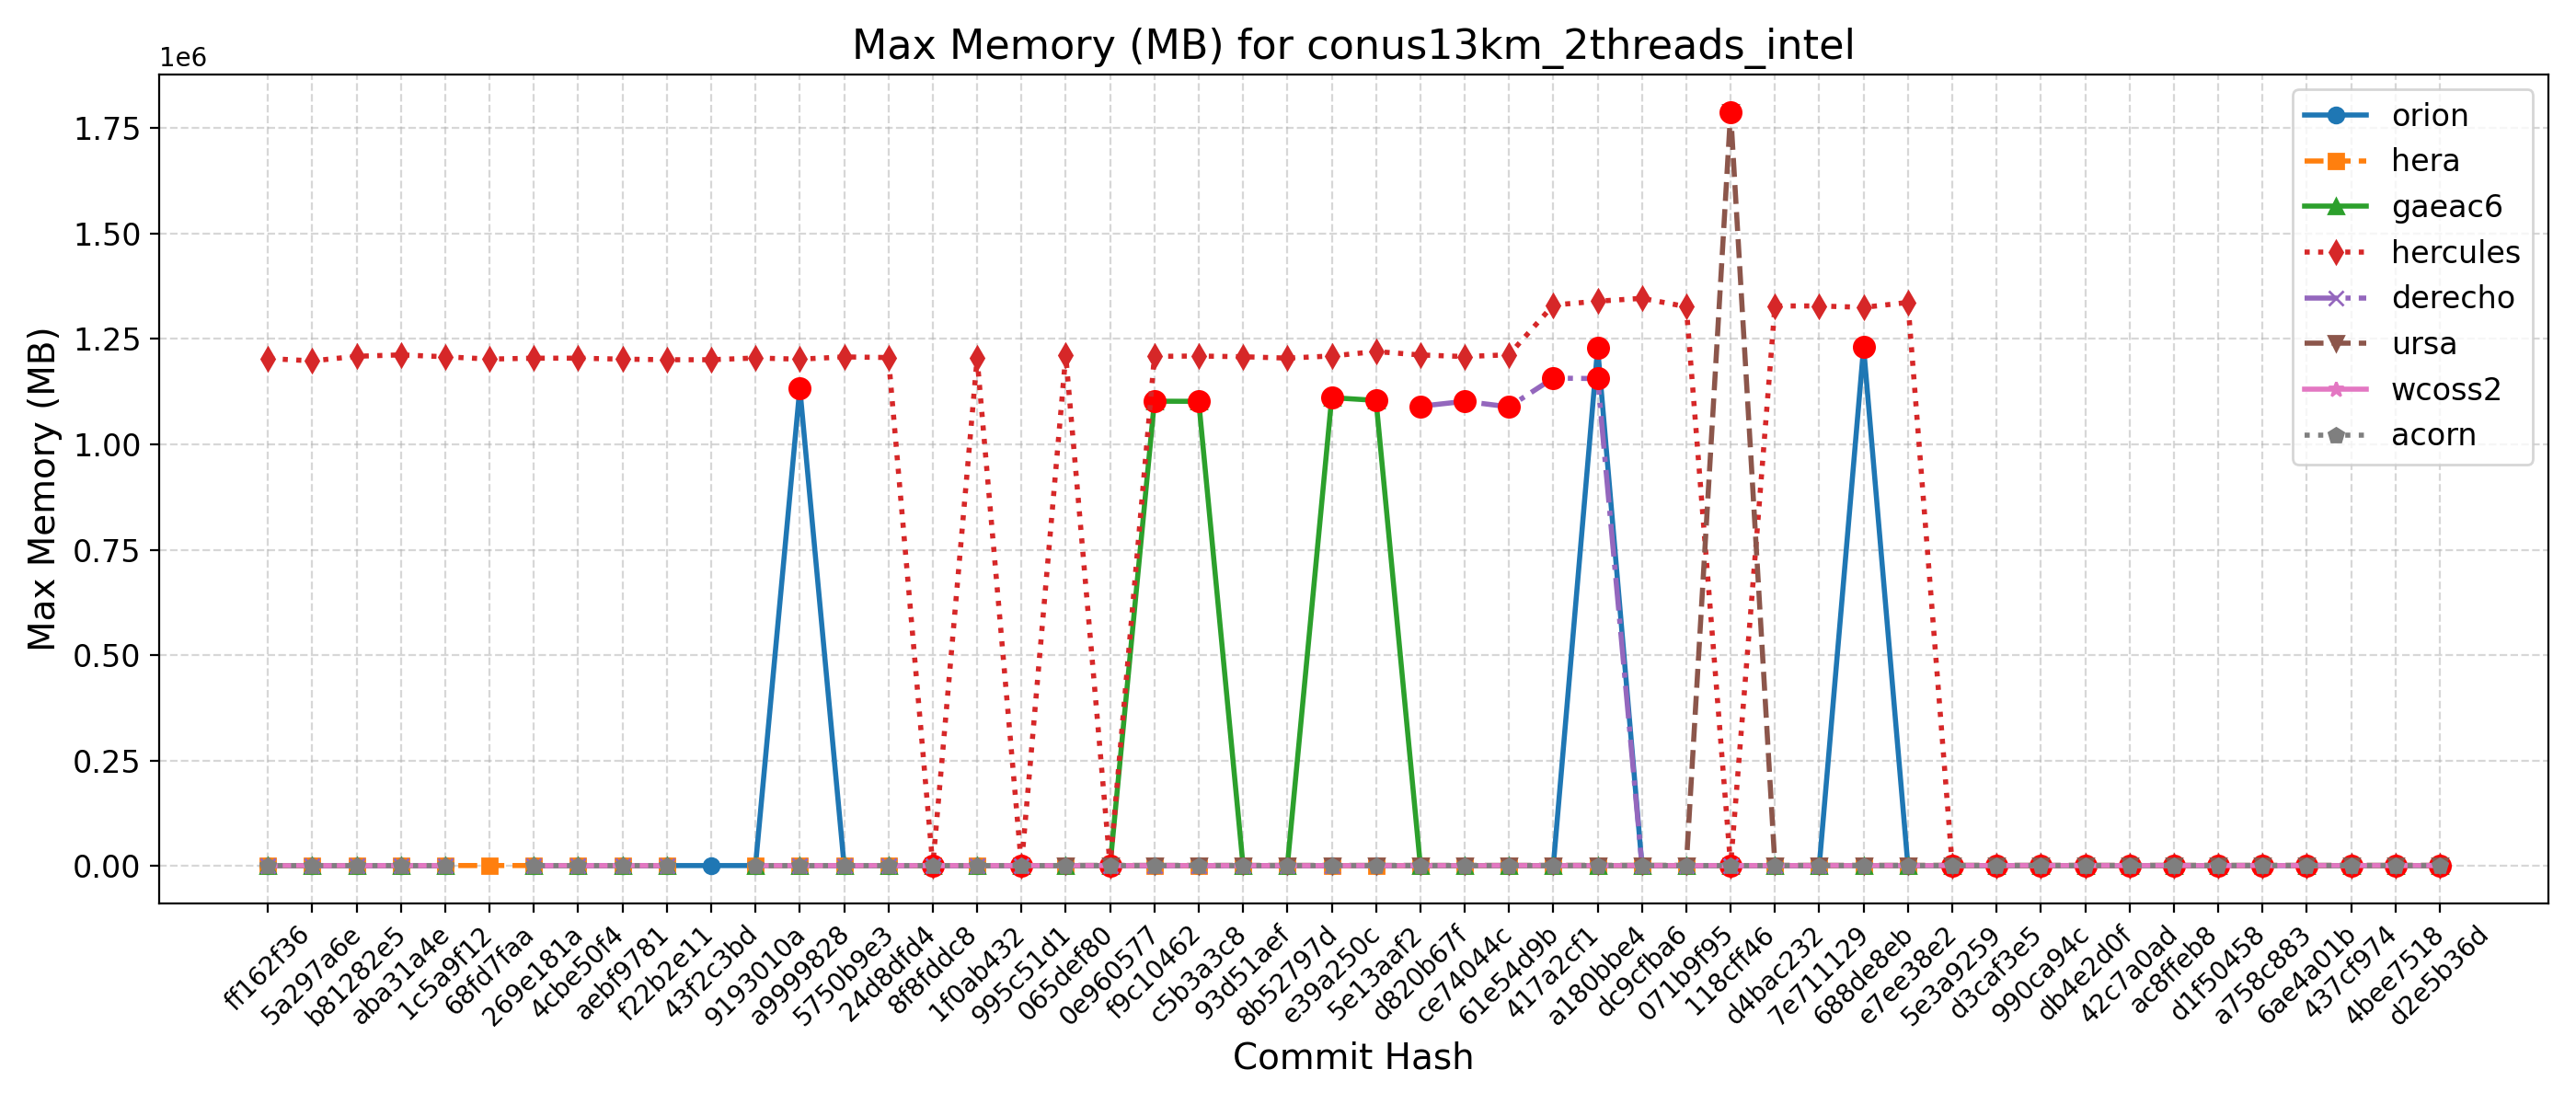 Max Memory (MB) for conus13km_2threads_intel
1e6
1.75
1.50
1.25
1.00
0.75
0.50
0.25
0.00
Max Memory (MB)
orion
hera
gaeac6
hercules
derecho
ursa
wcoss2
acorn
ff162f36
5a297a6e
b81282e5
aba31a4e
1c5a9f12
68fd7faa
269e181a
4cbe50f4
aebf9781
f22b2e11
43f2c3bd
9193010a
a9999828
5750b9e3
24d8dfd4
8f8fddc8
1f0ab432
995c51d1
065def80
0e960577
f9c10462
c5b3a3c8
93d51aef
8b52797d
e39a250c
5e13aaf2
d820b67f
ce74044c
61e54d9b
417a2cf1
a180bbe4
dc9cfba6
071b9f95
118cff46
d4bac232
7e711129
688de8eb
e7ee38e2
5e3a9259
d3caf3e5
990ca94c
db4e2d0f
42c7a0ad
ac8ffeb8
d1f50458
a758c883
6ae4a01b
437cf974
4bee7518
d2e5b36d
Commit Hash